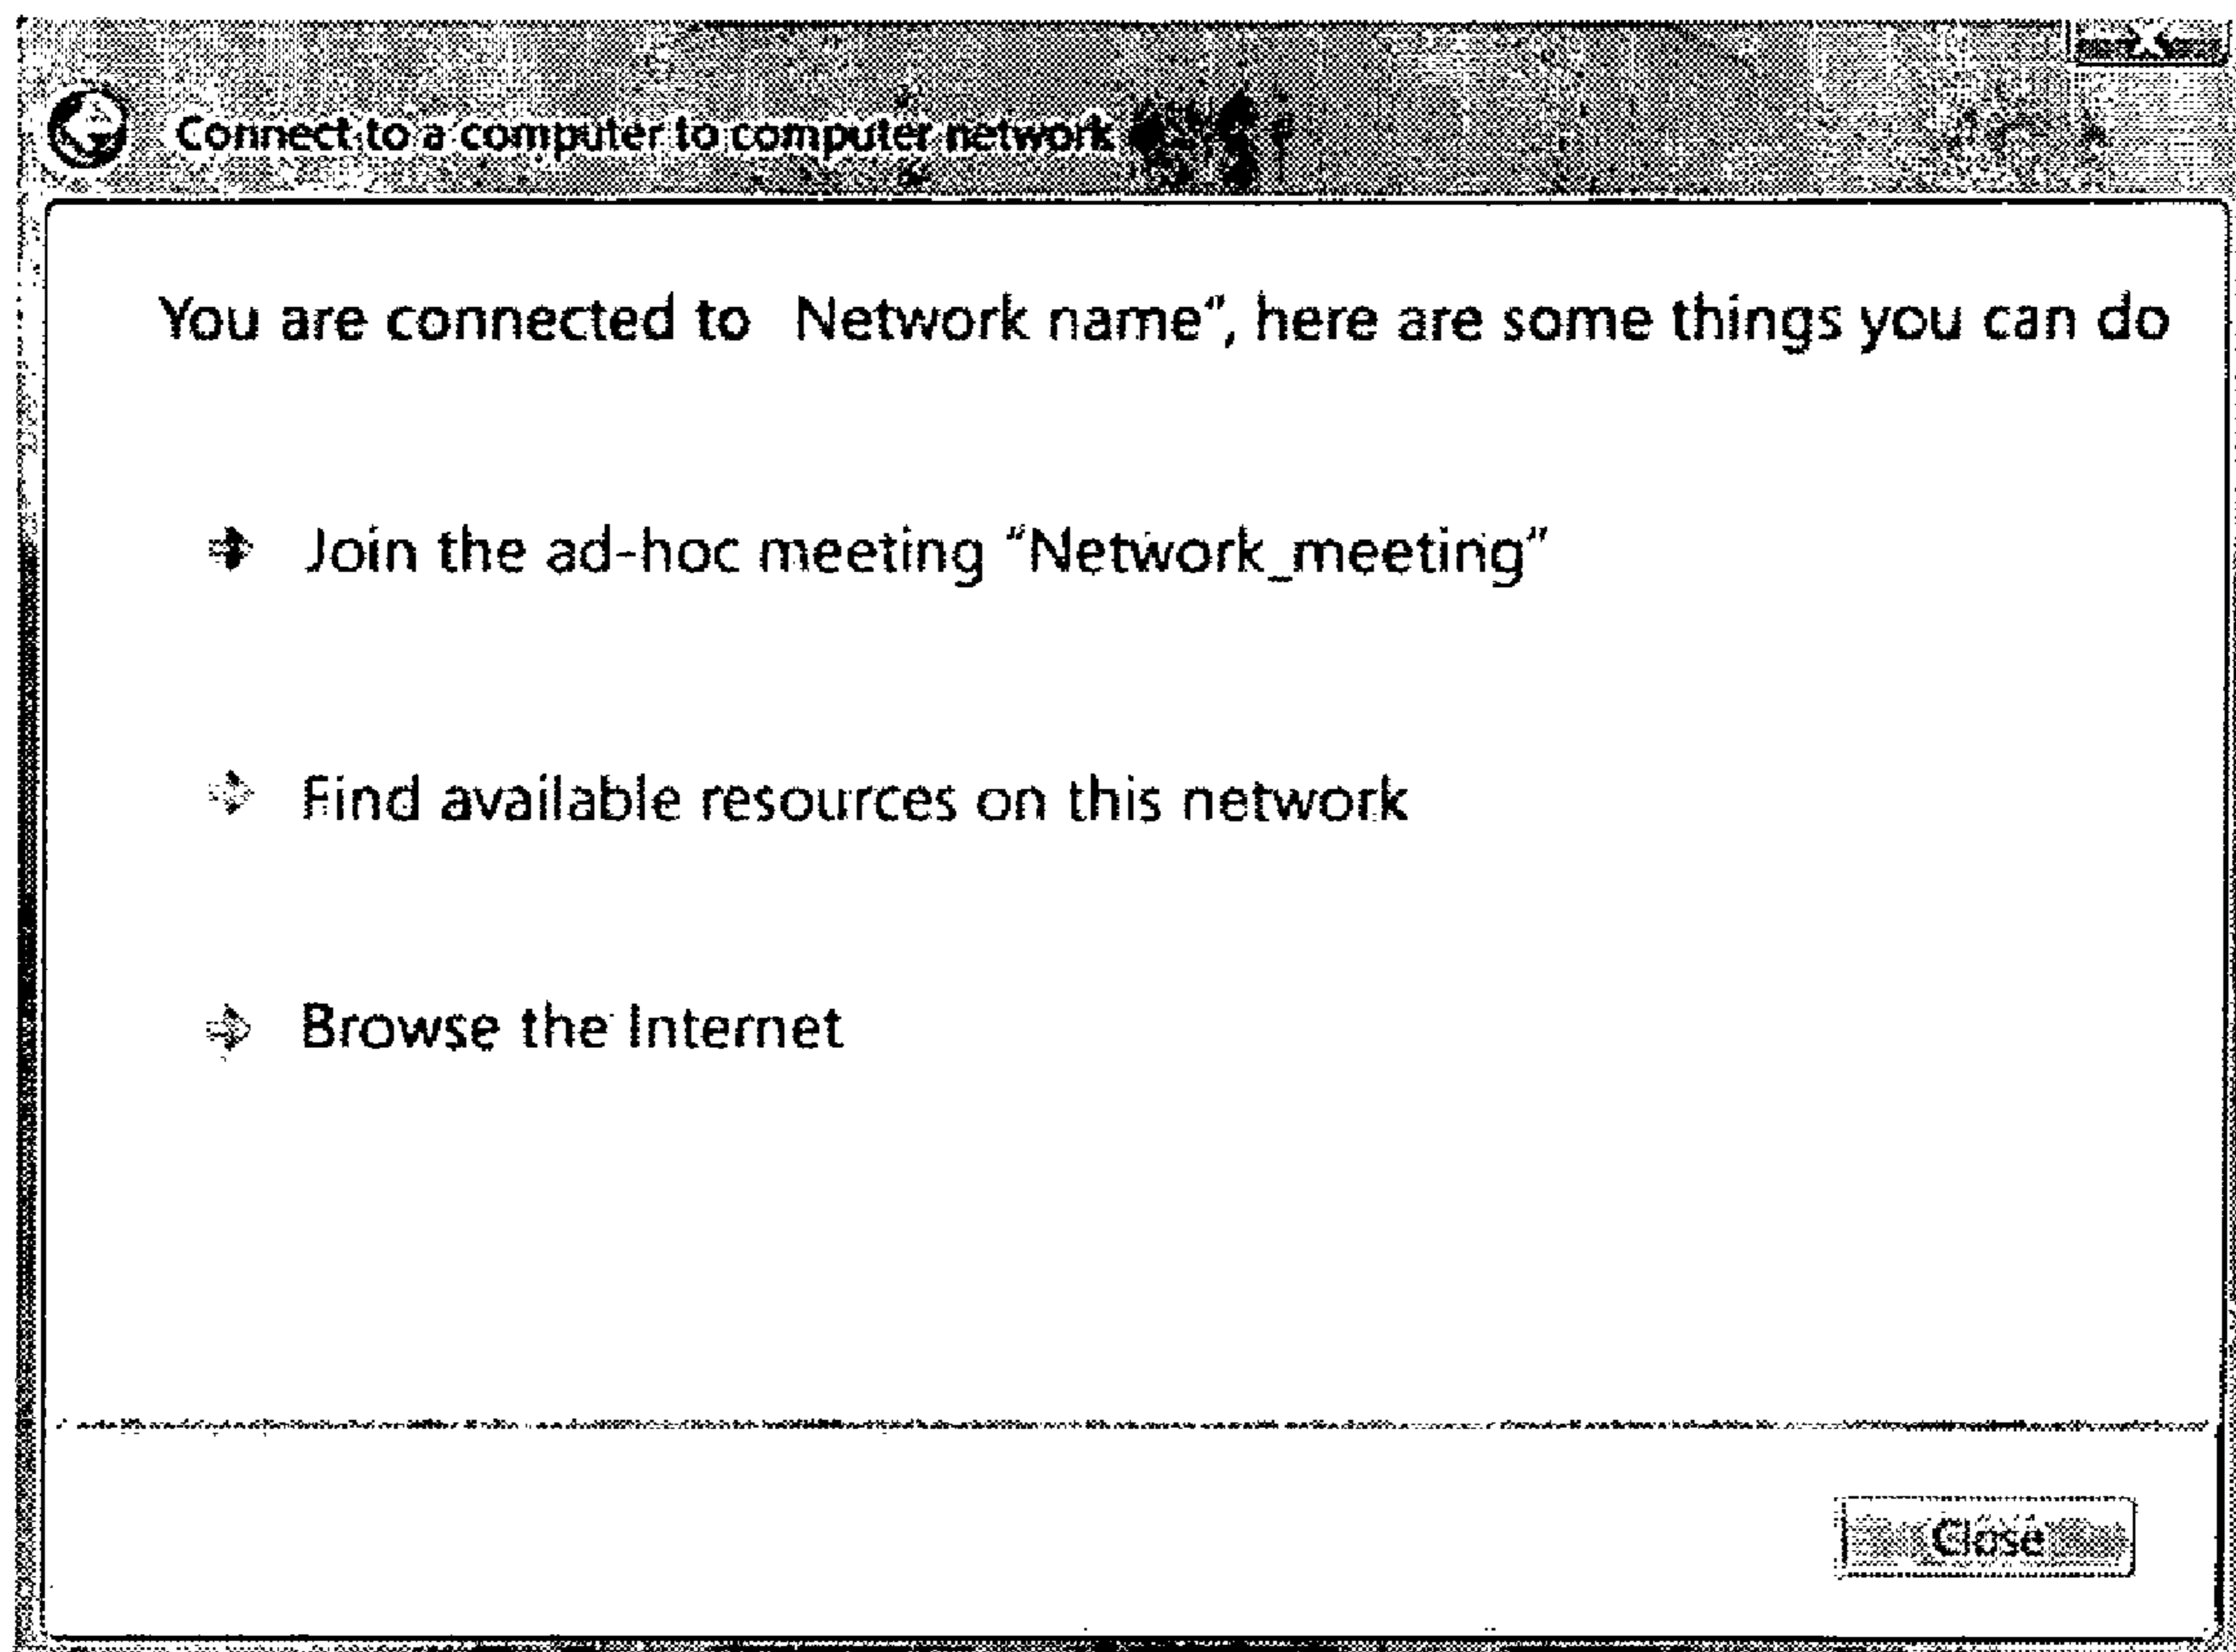 Connect to a computer to computer network
You are connected to Network name”, here are some things you can do
Join the ad-hoc meeting “Network_meeting”
Find available resources on this network
Browse the Internet
Close